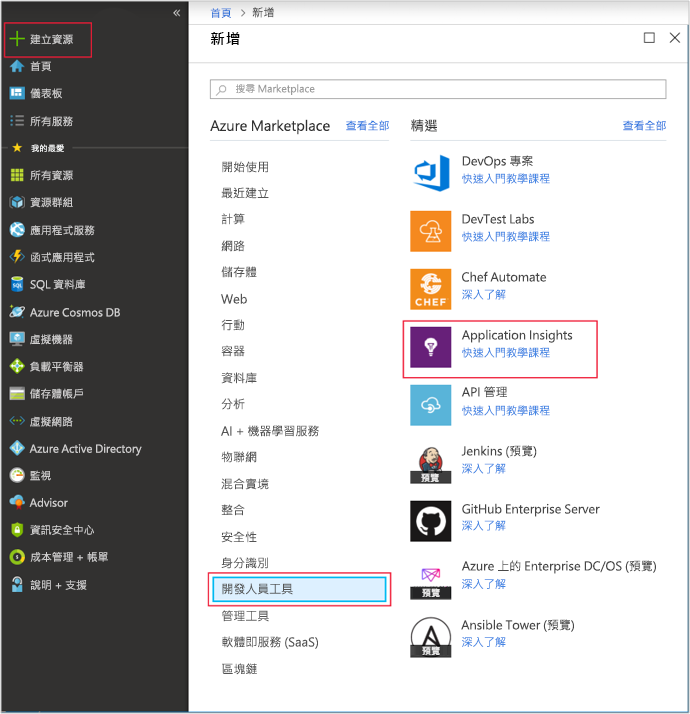 «
建立資源
首頁
儀表板
所有服務
我的最愛
所有資源
資源群組
應用程式服務
函式應用程式
SQL 資料庫
Azure Cosmos DB
虛擬機器
負載平衡器
儲存體帳戶
虛擬網路
Azure Active Directory
監視
Advisor
資訊安全中心
成本管理 + 帳單
說明 + 支援
首頁 > 新增
新增
搜尋 Marketplace
Azure Marketplace 查看全部
開始使用
最近建立
計算
網路
儲存體
Web
行動
容器
資料庫
分析
AI + 機器學習服務
物聯網
混合實境
整合
安全性
身分識別
開發人員工具
管理工具
軟體即服務 (SaaS)
區塊鏈
精選 查看全部
DevOps 專案
快速入門教學課程
DevTest Labs
快速入門教學課程
CHEF
Chef Automate
深入了解
Application Insights
快速入門教學課程
API 管理
快速入門教學課程
Jenkins (預覽)
深入了解
預覽
GitHub Enterprise Server
深入了解
Azure 上的 Enterprise DC/OS (預覽)
深入了解
預覽
Ansible Tower (預覽)
深入了解
預覽